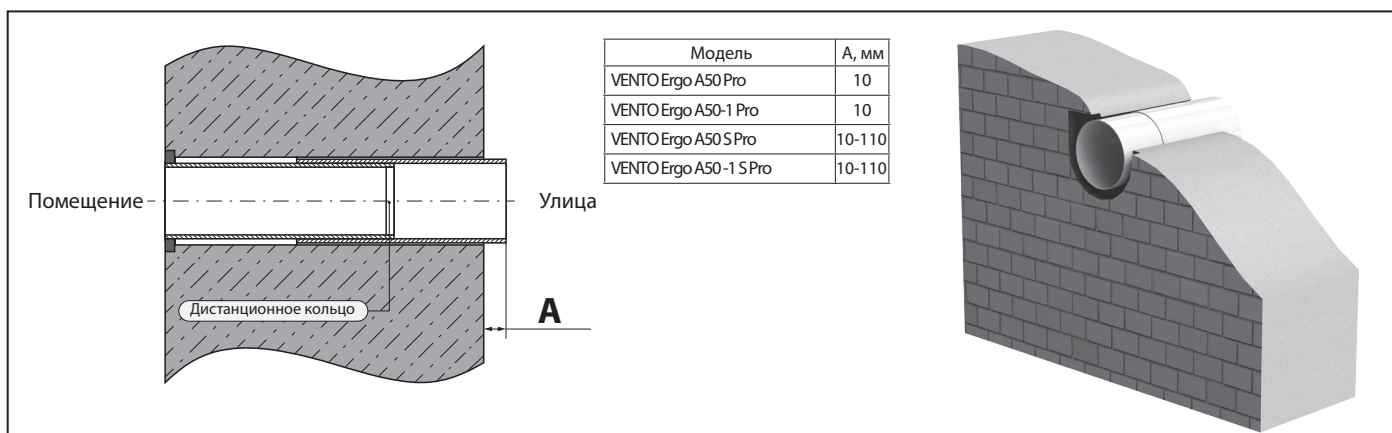 Модель А, мм
VENTO Ergo A50 Pro 10
VENTO Ergo A50-1 Pro 10
VENTO Ergo A50 S Pro 10-110
VENTO Ergo A50 -1 S Pro 10-110
Помещение
Улица
Дистанционное кольцо
A